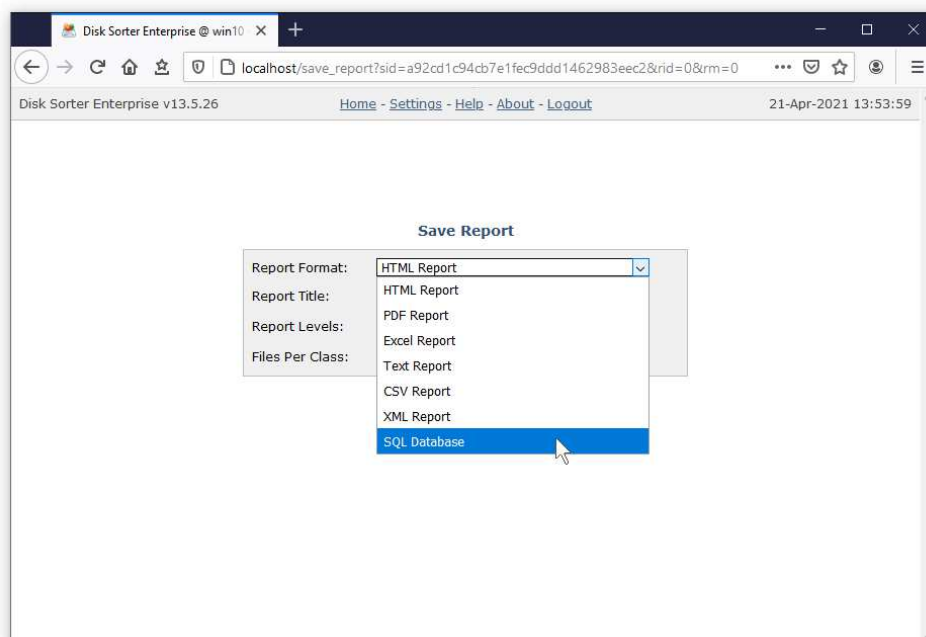 Disk Sorter Enterprise @ win10
localhost/save_report?sid=a92cd1c94cb7e1fec9ddd1462983eec2&rid=0&rm=0
Disk Sorter Enterprise v13.5.26 Home - Settings - Help - About - Logout 21-Apr-2021 13:53:59
Save Report
Report Format: HTML Report
Report Title:
Report Levels:
Files Per Class:
HTML Report
PDF Report
Excel Report
Text Report
CSV Report
XML Report
SQL Database